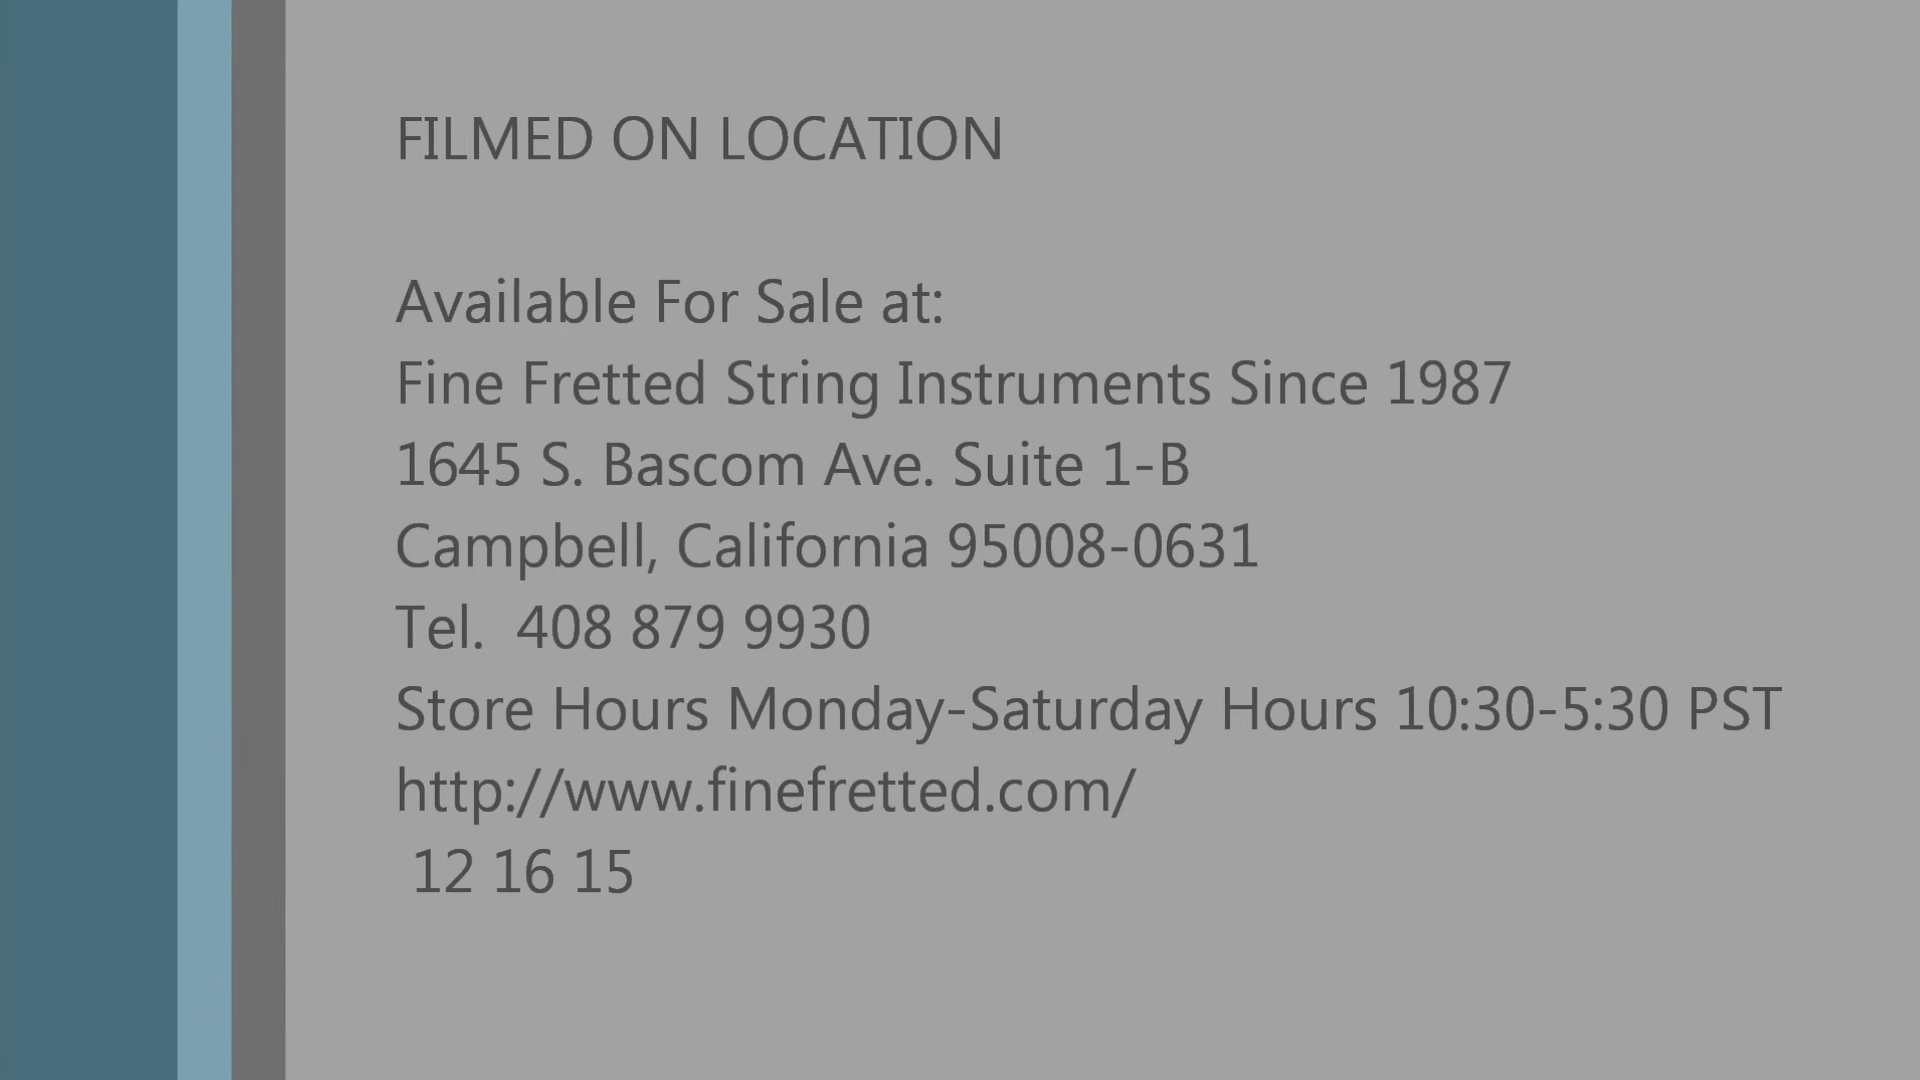 FILMED ON LOCATION
Available For Sale at:
Fine Fretted String Instruments Since 1987
1645 S. Bascom Ave. Suite 1-B
Campbell, California 95008-0631
Tel.  408 879 9930
Store Hours Monday-Saturday Hours 10:30-5:30 PST
http://www.finefretted.com/
12 16 15